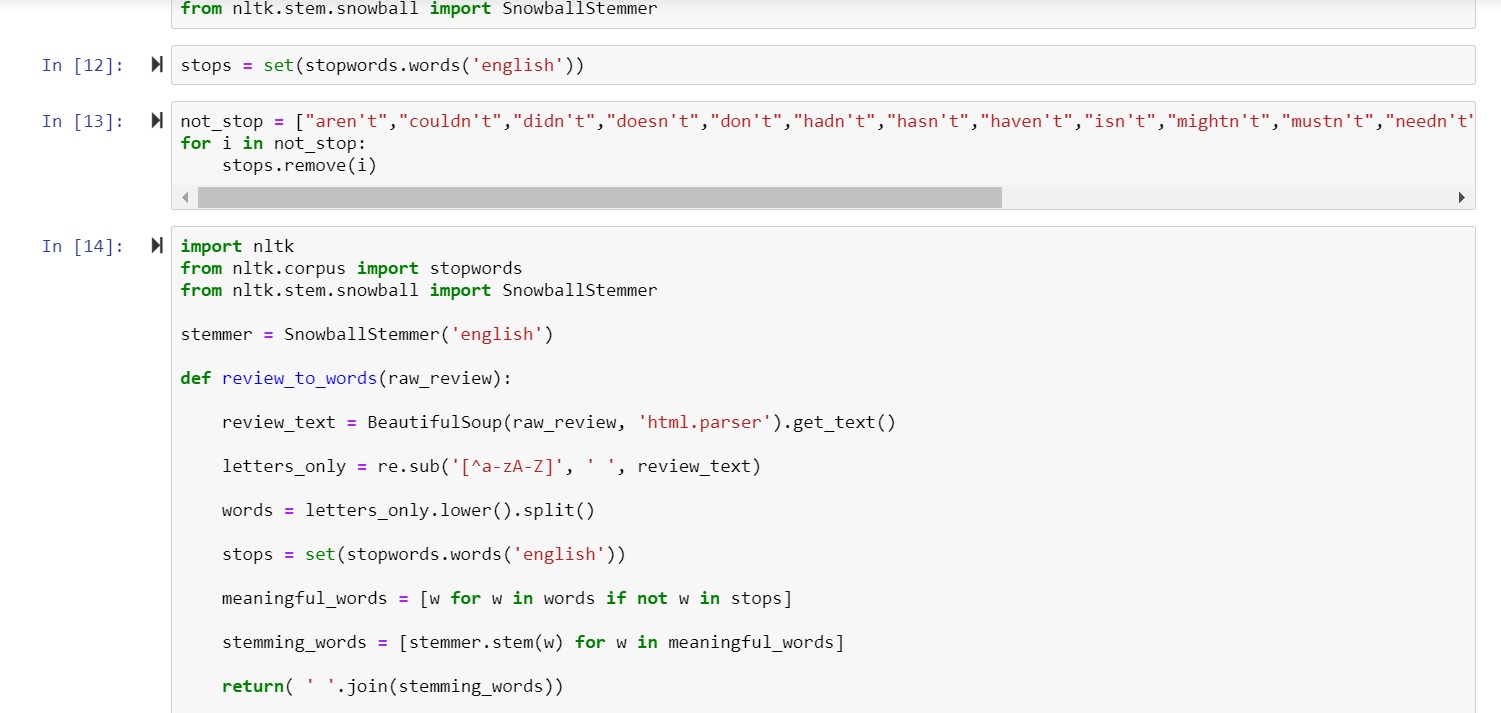 from nltk.stem.snowball import SnowballStemmer
In [12]:
stops = set(stopwords.words('english'))
In [13]:
not_stop = ["aren't","couldn't","didn't","doesn't","don't","hadn't","hasn't","haven't","isn't","mightn't","mustn't","needn't'
for i in not_stop:
    stops.remove(i)
In [14]:
import nltk
from nltk.corpus import stopwords
from nltk.stem.snowball import SnowballStemmer
stemmer = SnowballStemmer('english')
def review_to_words(raw_review):
    review_text = BeautifulSoup(raw_review, 'html.parser').get_text()
    letters_only = re.sub('[^a-zA-Z]', ' ', review_text)
    words = letters_only.lower().split()
    stops = set(stopwords.words('english'))
    meaningful_words = [w for w in words if not w in stops]
    stemming_words = [stemmer.stem(w) for w in meaningful_words]
    return( ' '.join(stemming_words))